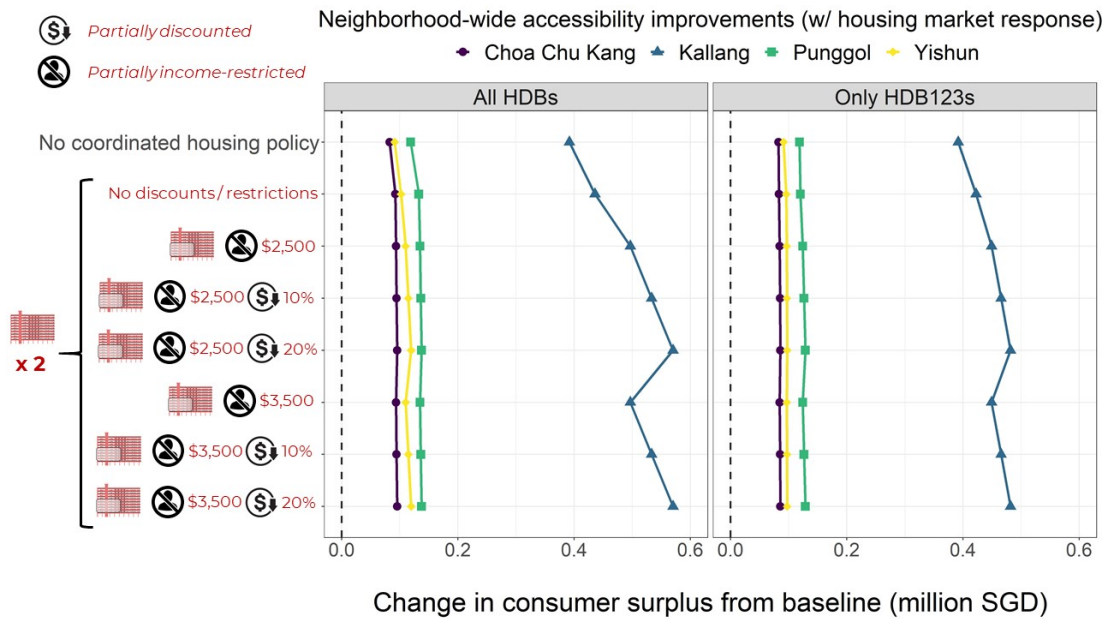 Partially discounted
Partially income-restricted
Neighborhood-wide accessibility improvements (w/ housing market response)
Choa Chu Kang Kallang Punggol Yishun
All HDBs Only HDB123s
No coordinated housing policy
No discounts/restrictions
$2,500
$2,500 $ 10%
x 2
$2,500 $ 20%
$3,500
$3,500 $ 10%
$3,500 $ 20%
0.0 0.2 0.4 0.6 0.0 0.2 0.4 0.6
Change in consumer surplus from baseline (million SGD)